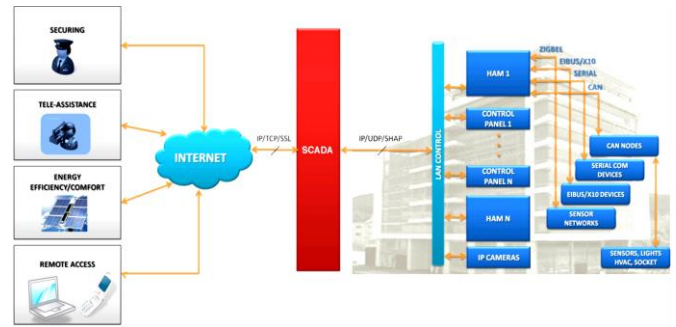 SECURING
TELE-ASSISTANCE
ENERGY
EFFICIENCY/COMFORT
REMOTE ACCESS
INTERNET
IP/TCP/SSL
SCADA
IP/UDP/SHAP
LAN CONTROL
HAM 1
CONTROL
PANEL 1
CONTROL
PANEL N
HAM N
IP CAMERAS
ZIGBEL
EIBUS/X10
SERIAL
CAN
CAN NODES
SERIAL COM
DEVICES
EIBUS/X10 DEVICES
SENSOR
NETWORKS
SENSORS, LIGHTS
HVAC, SOCKET